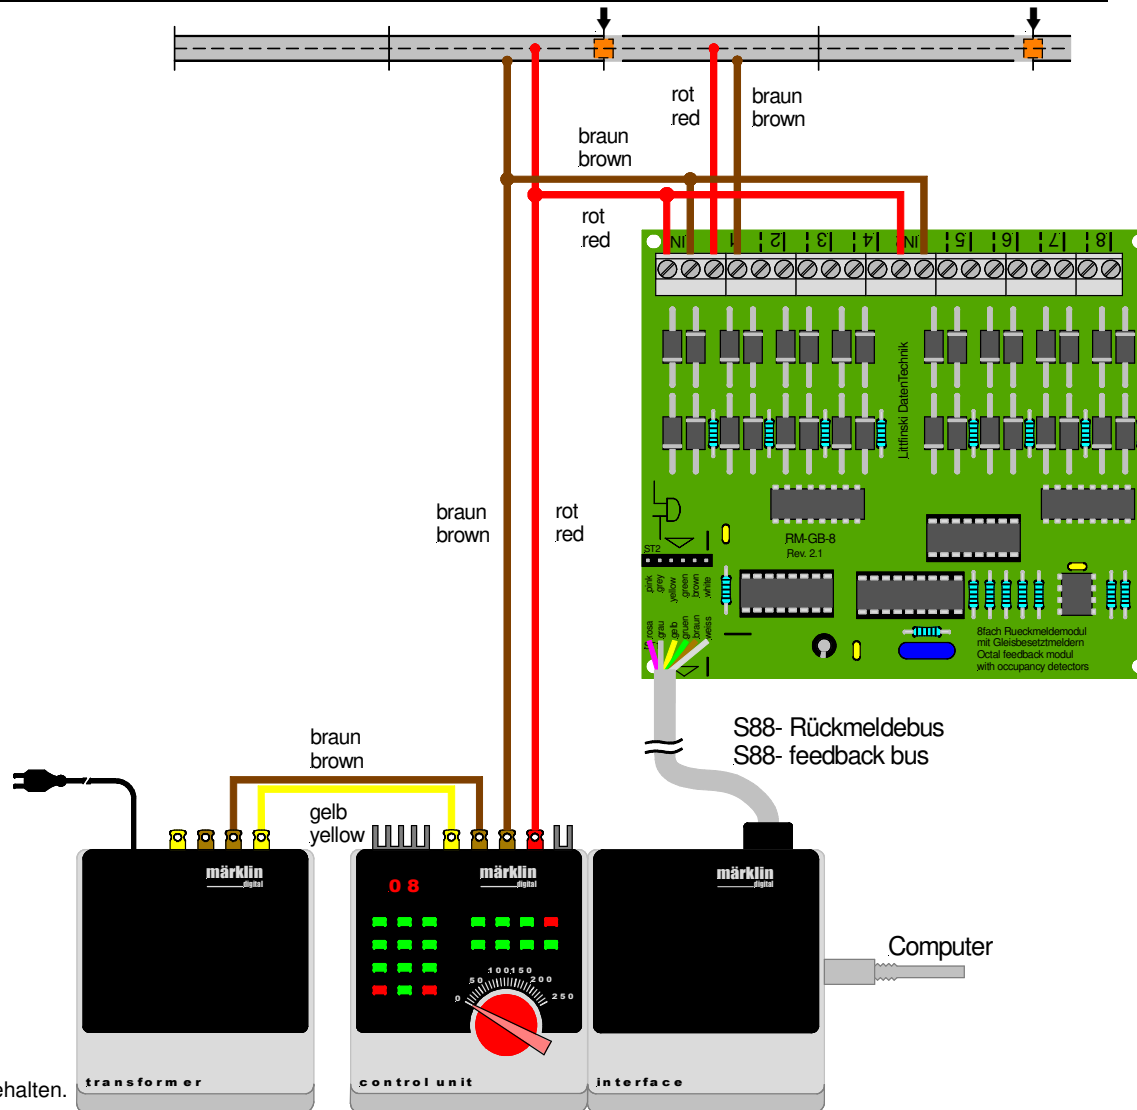 rot
red
braun
brown
braun
brown
rot
red
IN
1
2
3
4
IN
5
6
7
8
Littfinski DatenTechnik
braun
brown
rot
red
RM-GB-8
Rev. 2.1
ST2
pink
grey
yellow
green
brown
white
rosa
grau
gelb
gruen
braun
weiss
8fach Rueckmeldemodul
mit Gleisbesetztmeldern
Octal feedback modul
with occupancy detectors
S88- Rückmeldebus
S88- feedback bus
braun
brown
gelb
yellow
märklin
digital
08
märklin
digital
märklin
digital
0 50 100 150 200 250
Computer
transformer
control unit
interface
ehalten.